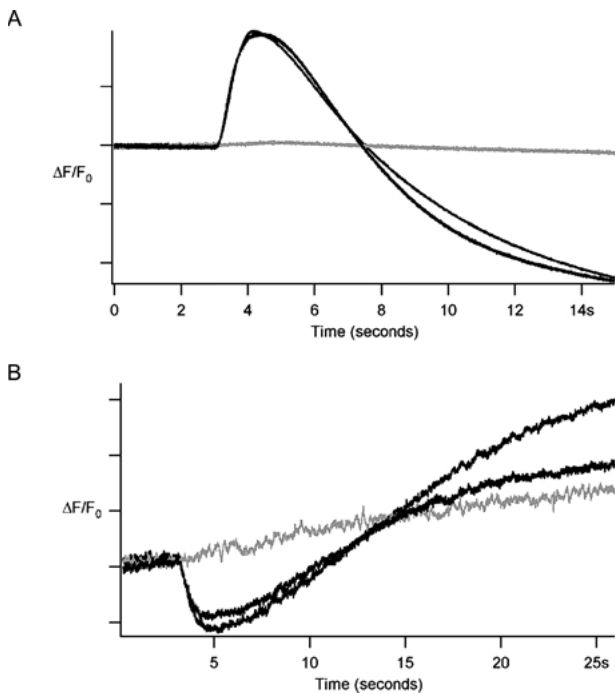 A
ΔF/F₀
0 2 4 6 8 10 12 14s
Time (seconds)
B
ΔF/F₀
5 10 15 20 25s
Time (seconds)